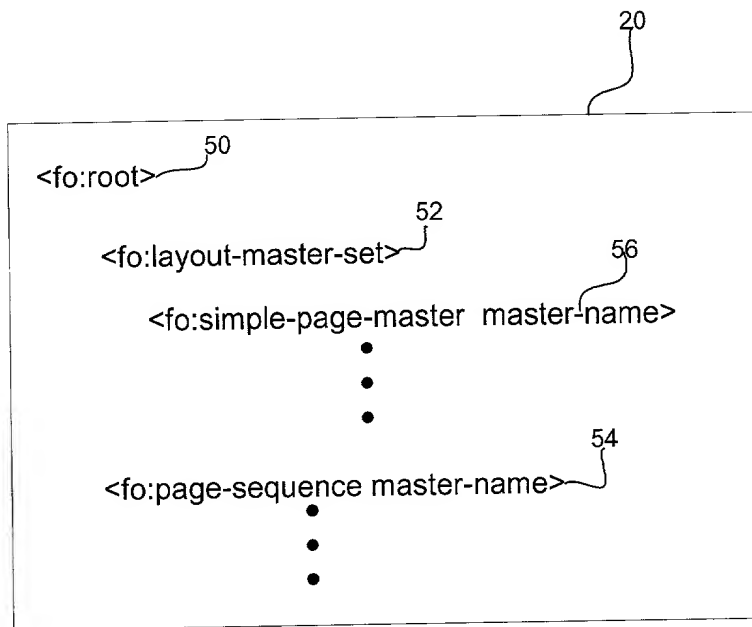 20
50
<fo:root>
52
<fo:layout-master-set>
56
<fo:simple-page-master master-name>
54
<fo:page-sequence master-name>